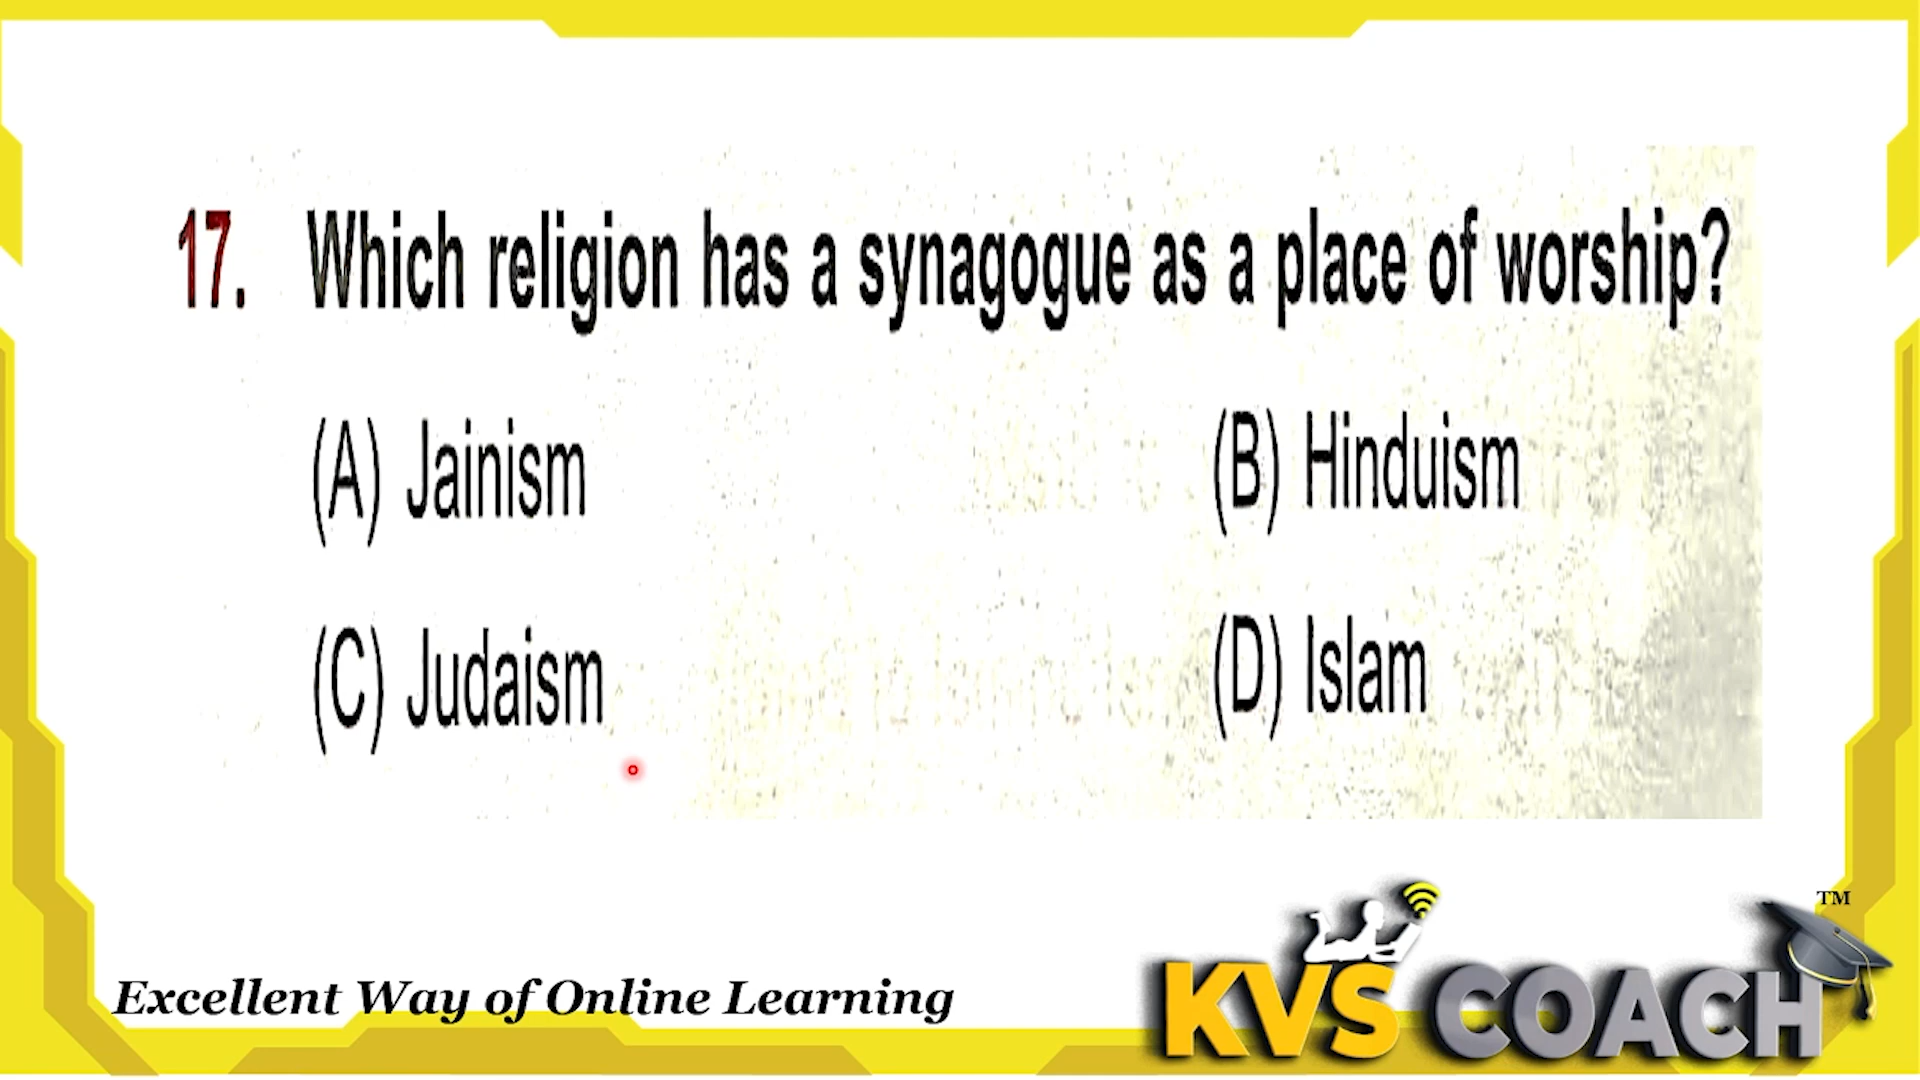 17. Which religion has a synagogue as a place of worship?
(A) Jainism
(B) Hinduism
(C) Judaism
(D) Islam
Excellent Way of Online Learning
KVS COACH
TM